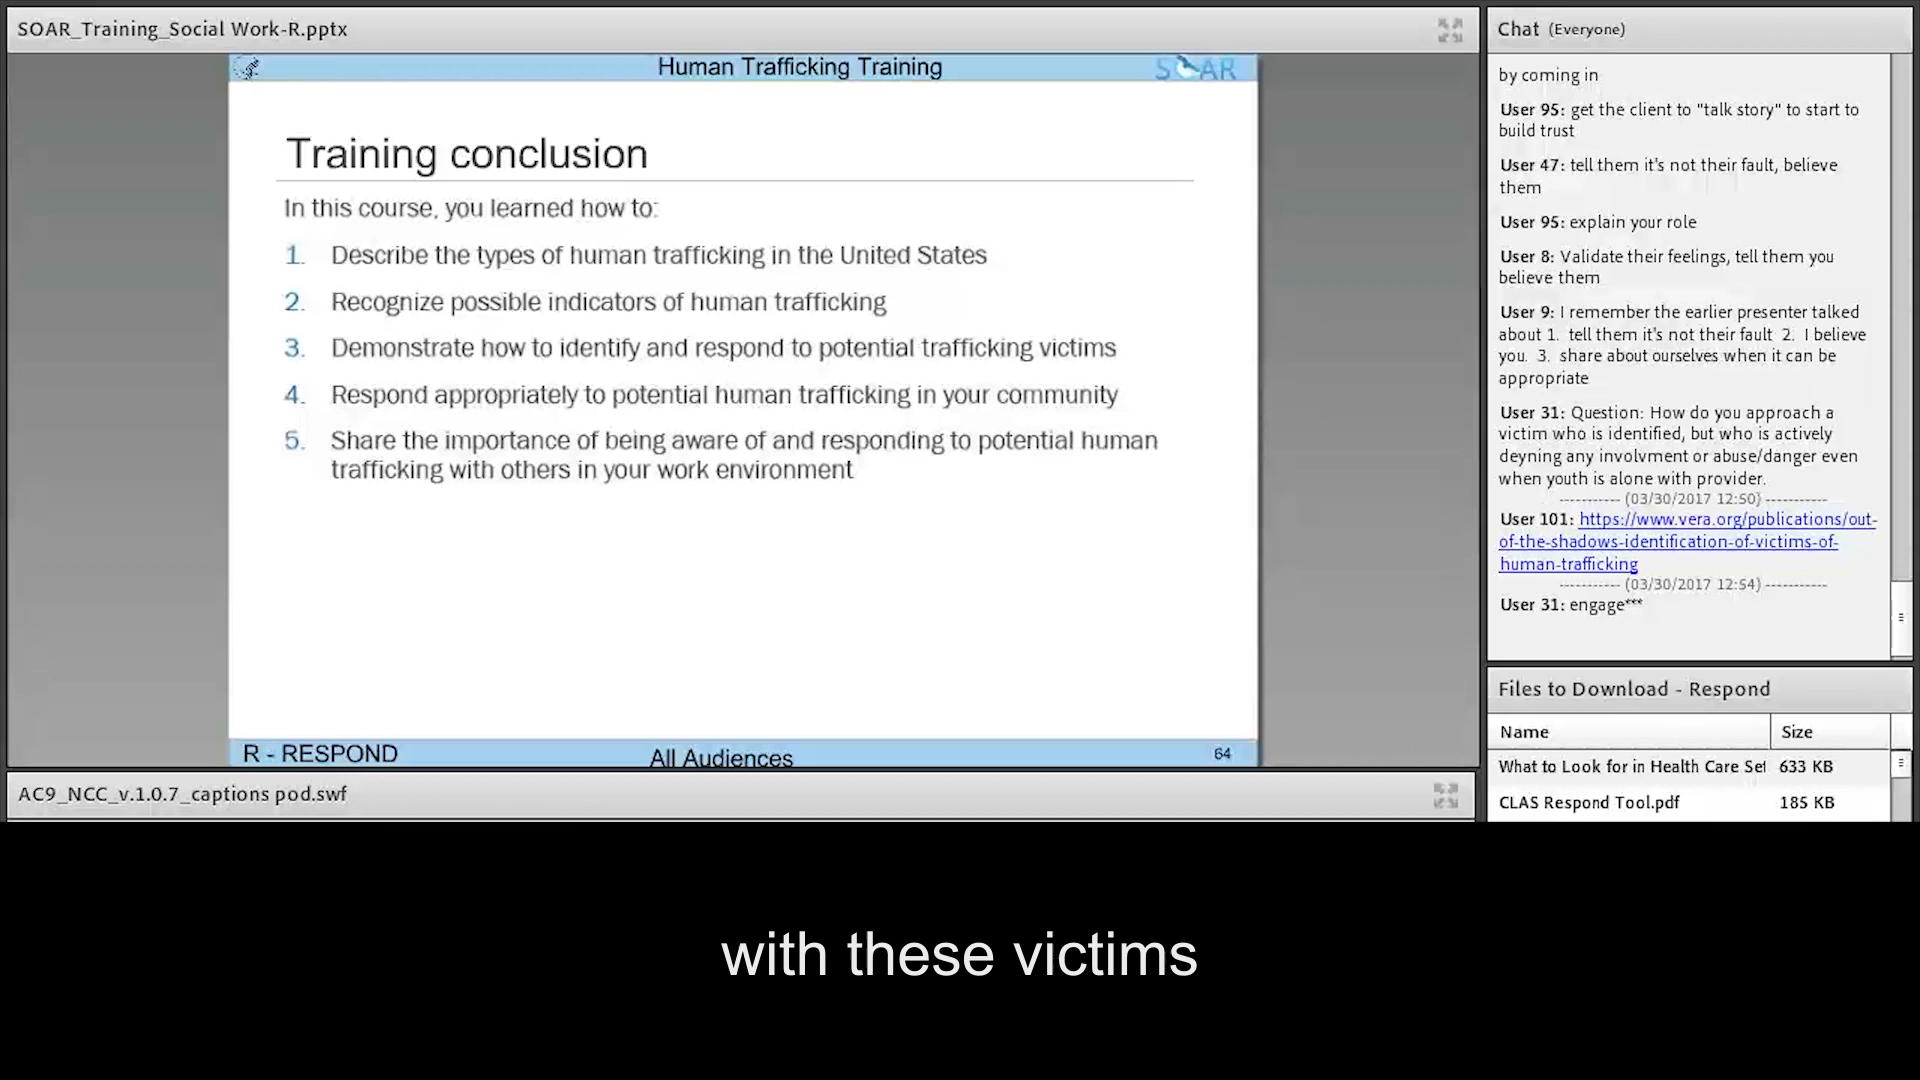 SOAR_Training_Social Work-R.pptx
Human Trafficking Training
SOAR
Training conclusion
In this course, you learned how to:
1. Describe the types of human trafficking in the United States
2. Recognize possible indicators of human trafficking
3. Demonstrate how to identify and respond to potential trafficking victims
4. Respond appropriately to potential human trafficking in your community
5. Share the importance of being aware of and responding to potential human
trafficking with others in your work environment
R - RESPOND
All Audiences
64
Chat (Everyone)
by coming in
User 95: get the client to "talk story" to start to
build trust
User 47: tell them it's not their fault, believe
them
User 95: explain your role
User 8: Validate their feelings, tell them you
believe them
User 9: I remember the earlier presenter talked
about 1. tell them it's not their fault 2. I believe
you. 3. share about ourselves when it can be
appropriate
User 31: Question: How do you approach a
victim who is identified, but who is actively
deyning any involvment or abuse/danger even
when youth is alone with provider.
----------- (03/30/2017 12:50) -----------
User 101: https://www.vera.org/publications/out-
of-the-shadows-identification-of-victims-of-
human-trafficking
----------- (03/30/2017 12:54) -----------
User 31: engage***
Files to Download - Respond
Name Size
What to Look for in Health Care Set 633 KB
CLAS Respond Tool.pdf 185 KB
AC9_NCC_v.1.0.7_captions pod.swf
with these victims